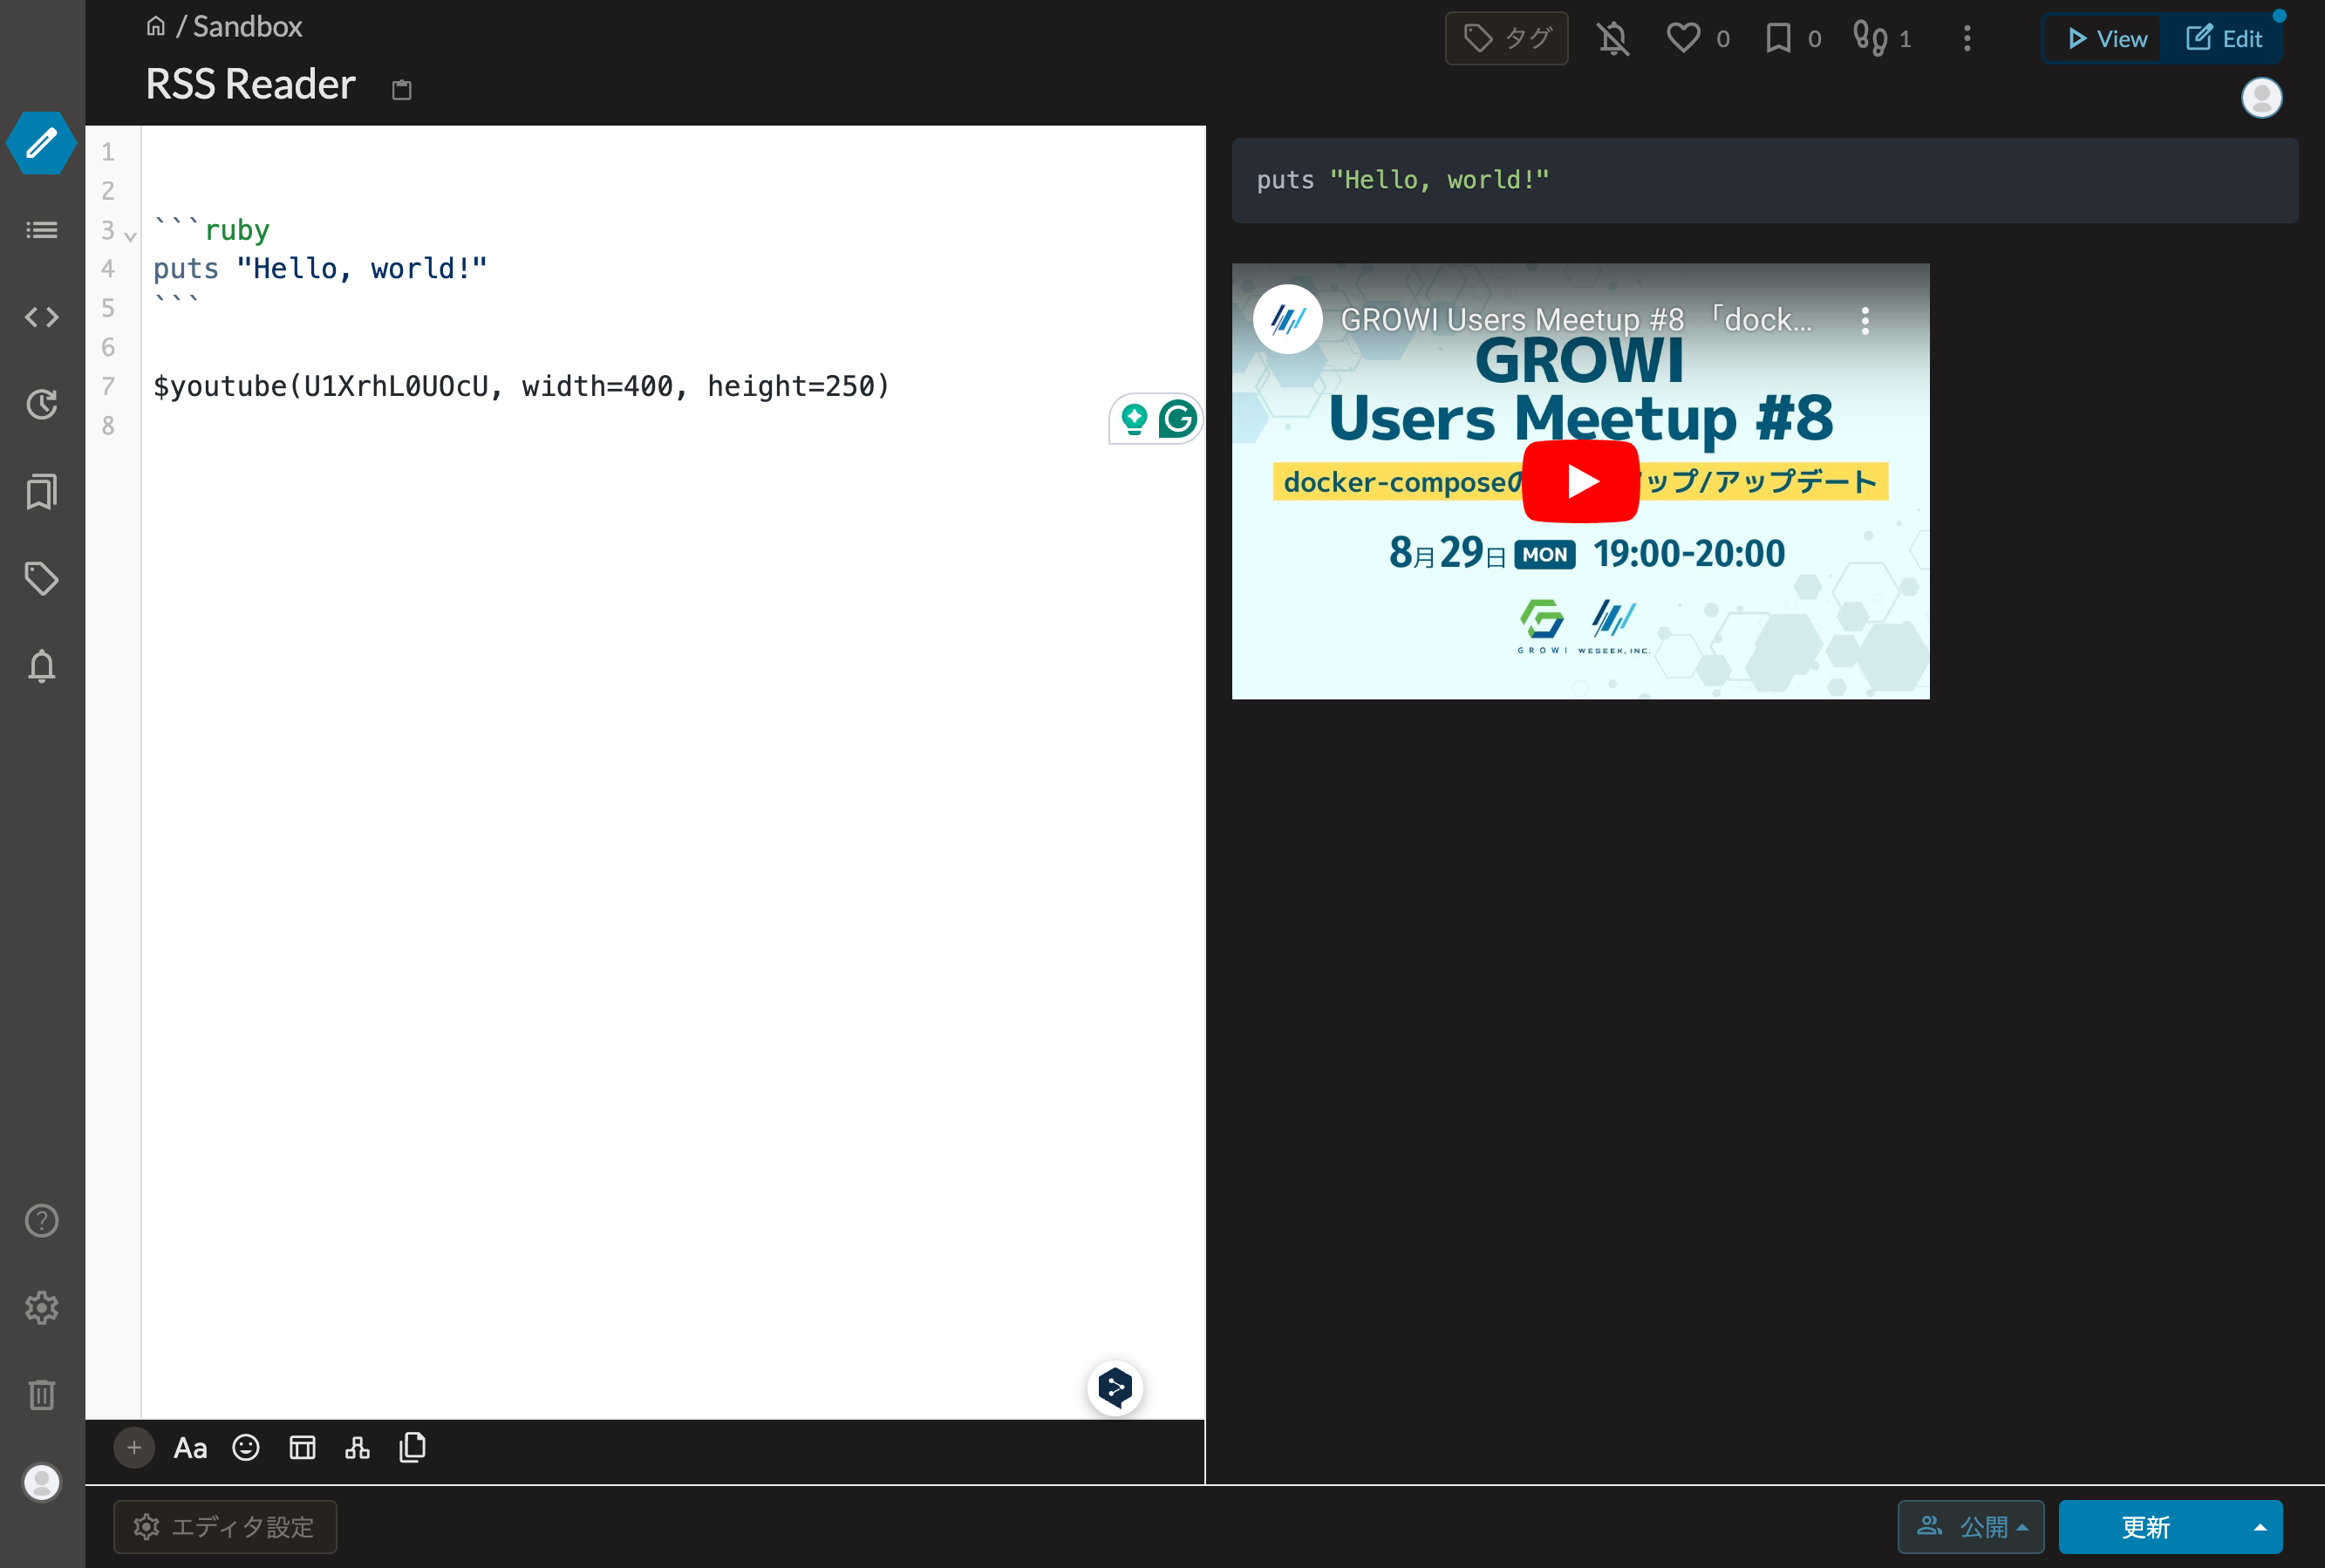 / Sandbox
RSS Reader
タグ
0
0
1
View
Edit
1
2
3
```ruby
4
puts "Hello, world!"
5
```
6
7
$youtube(U1XrhL0UOcU, width=400, height=250)
8
puts "Hello, world!"
GROWI Users Meetup #8 「dock...
GROWI
Users Meetup #8
docker-composeの ップ/アップデート
8月29日 MON 19:00-20:00
GROWI WESEEK, INC.
Aa
エディタ設定
公開
更新